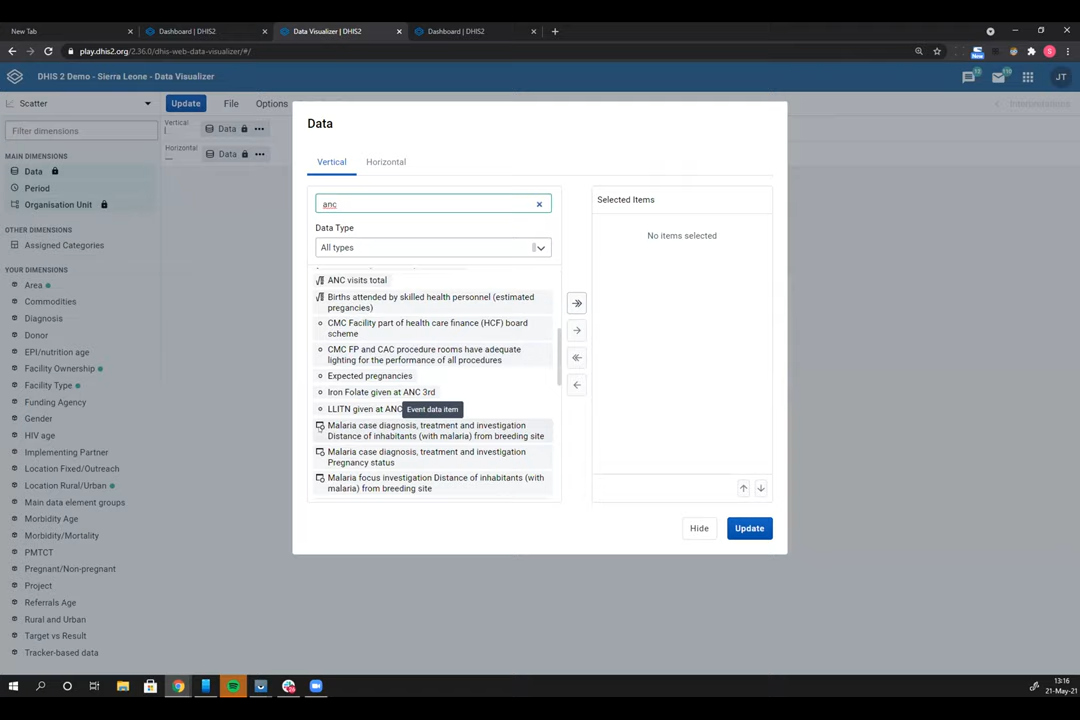 New Tab
Dashboard | DHIS2
Data Visualizer | DHIS2
Dashboard | DHIS2
play.dhis2.org/2.36.0/dhis-web-data-visualizer/#/
New
S
DHIS 2 Demo - Sierra Leone - Data Visualizer
JT
Scatter
Update
File
Options
Interpretations
Filter dimensions
Vertical
Data
Horizontal
Data
MAIN DIMENSIONS
Data
Period
Organisation Unit
OTHER DIMENSIONS
Assigned Categories
YOUR DIMENSIONS
Area
Commodities
Diagnosis
Donor
EPI/nutrition age
Facility Ownership
Facility Type
Funding Agency
Gender
HIV age
Implementing Partner
Location Fixed/Outreach
Location Rural/Urban
Main data element groups
Morbidity Age
Morbidity/Mortality
PMTCT
Pregnant/Non-pregnant
Project
Referrals Age
Rural and Urban
Target vs Result
Tracker-based data
Data
Vertical
Horizontal
anc
Data Type
All types
ANC visits total
Births attended by skilled health personnel (estimated
pregancies)
CMC Facility part of health care finance (HCF) board
scheme
CMC FP and CAC procedure rooms have adequate
lighting for the performance of all procedures
Expected pregnancies
Iron Folate given at ANC 3rd
LLITN given at ANC
Event data item
Malaria case diagnosis, treatment and investigation
Distance of inhabitants (with malaria) from breeding site
Malaria case diagnosis, treatment and investigation
Pregnancy status
Malaria focus investigation Distance of inhabitants (with
malaria) from breeding site
Selected Items
No items selected
Hide
Update
13:16
21-May-21